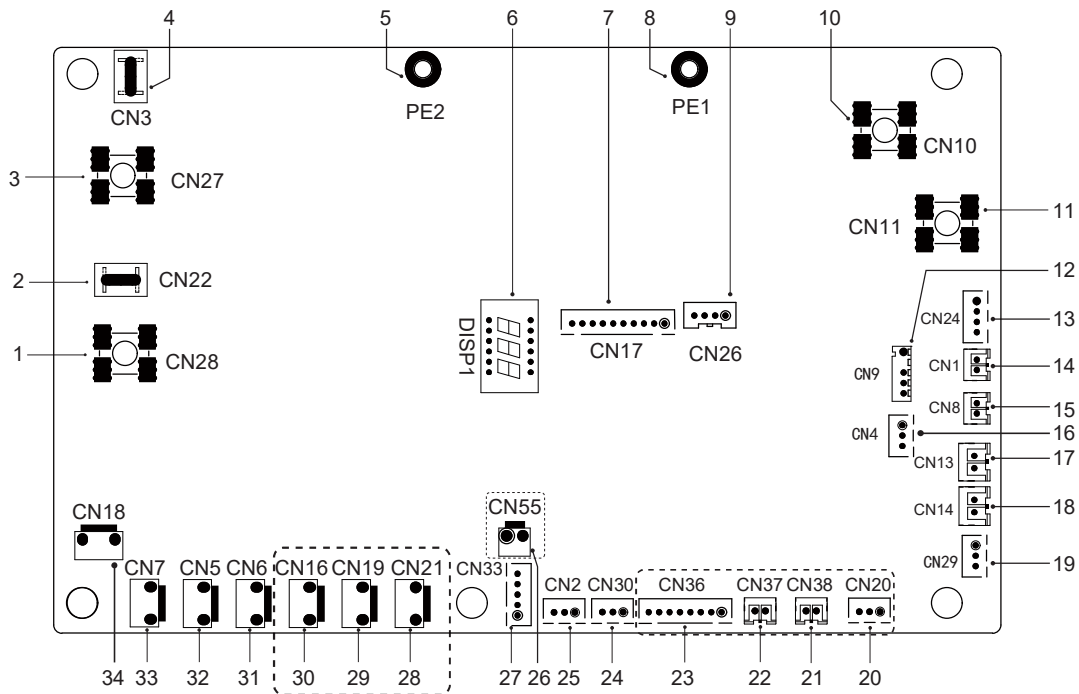 4 5 6 7 8 9 10
CN3
PE2
PE1
CN10
3
CN27
11
CN11
12
2
CN22
CN24
13
DISP1
CN17
CN26
1
CN28
CN9
CN1
14
CN8
15
CN4
16
17
CN13
CN18
CN55
CN14
18
CN7 CN5 CN6 CN16 CN19 CN21 CN33 CN2 CN30 CN36 CN37 CN38 CN20
CN29
19
34 33 32 31 30 29 28 27 26 25 24 23 22 21 20